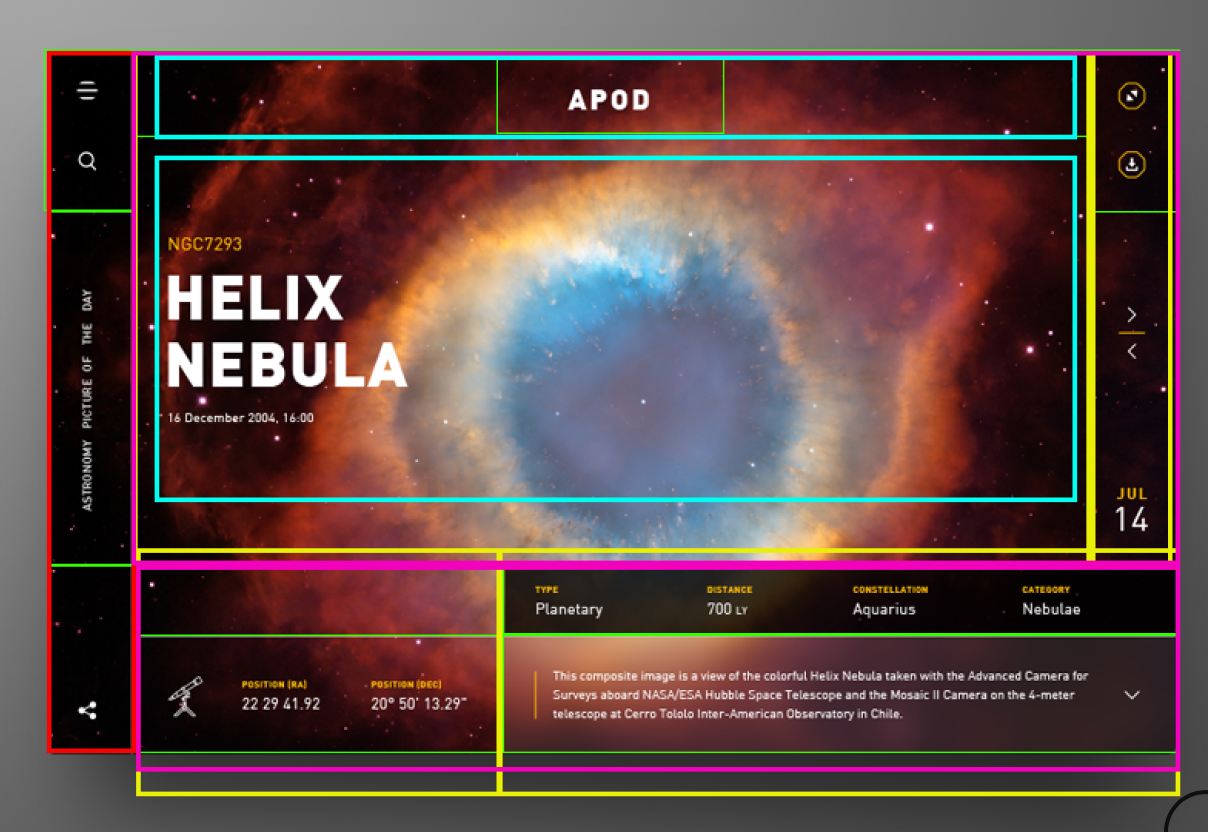 APOD
ASTRONOMY PICTURE OF THE DAY
NGC7293
HELIX
NEBULA
16 December 2004, 16:00
JUL
14
TYPE
Planetary
DISTANCE
700 LY
CONSTELLATION
Aquarius
CATEGORY
Nebulae
POSITION (RA)
22 29 41.92
POSITION (DEC)
20° 50' 13.29"
This composite image is a view of the colorful Helix Nebula taken with the Advanced Camera for
Surveys aboard NASA/ESA Hubble Space Telescope and the Mosaic II Camera on the 4-meter
telescope at Cerro Tololo Inter-American Observatory in Chile.